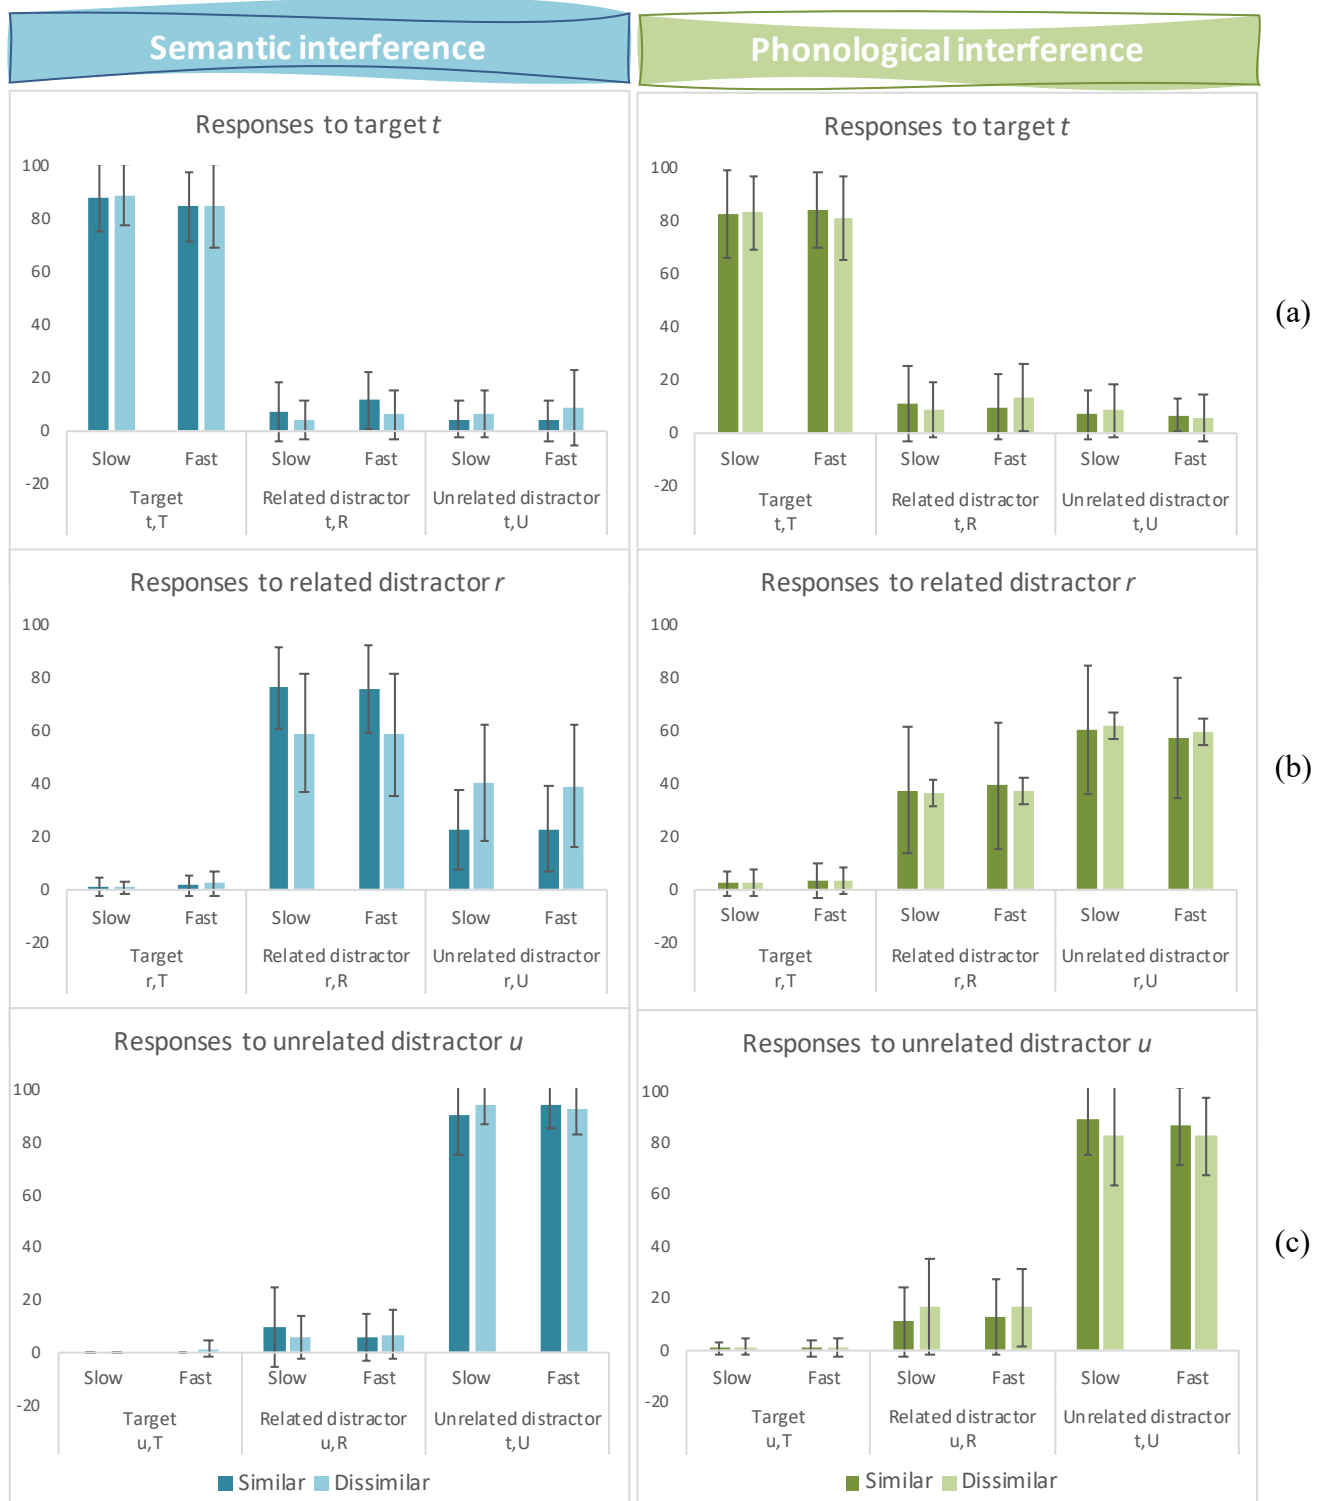 Semantic interference
Phonological interference
Responses to target t
100
80
60
40
20
0
-20
Slow Fast Slow Fast Slow Fast
Target Related distractor Unrelated distractor
t,T t,R t,U
Responses to target t
100
80
60
40
20
0
-20
Slow Fast Slow Fast Slow Fast
Target Related distractor Unrelated distractor
t,T t,R t,U
(a)
Responses to related distractor r
100
80
60
40
20
0
-20
Slow Fast Slow Fast Slow Fast
Target Related distractor Unrelated distractor
r,T r,R r,U
Responses to related distractor r
100
80
60
40
20
0
-20
Slow Fast Slow Fast Slow Fast
Target Related distractor Unrelated distractor
r,T r,R r,U
(b)
Responses to unrelated distractor u
100
80
60
40
20
0
-20
Slow Fast Slow Fast Slow Fast
Target Related distractor Unrelated distractor
u,T u,R t,U
Similar Dissimilar
Responses to unrelated distractor u
100
80
60
40
20
0
-20
Slow Fast Slow Fast Slow Fast
Target Related distractor Unrelated distractor
u,T u,R t,U
Similar Dissimilar
(c)